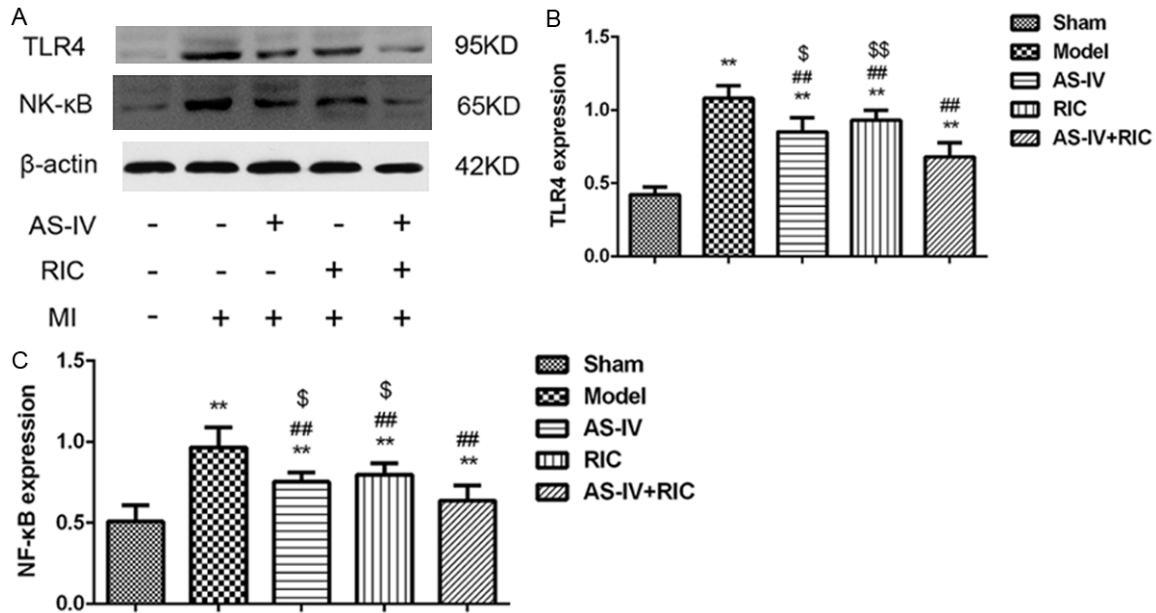 A
TLR4 95KD
NK-κB 65KD
β-actin 42KD
AS-IV - - + - +
RIC - - - + +
MI - + + + +
B
TLR4 expression
1.5
1.0
0.5
0.0
**
$
##
**
$$
##
**
##
**
Sham
Model
AS-IV
RIC
AS-IV+RIC
C
NF-κB expression
1.5
1.0
0.5
0.0
**
$
##
**
$
##
**
##
**
Sham
Model
AS-IV
RIC
AS-IV+RIC